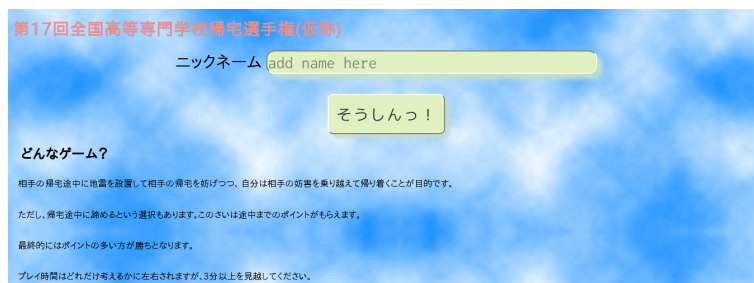 第17回全国高等専門学校帰宅選手権(仮称)
ニックネーム add name here
そうしんっ！
どんなゲーム?
相手の帰宅途中に地雷を設置して相手の帰宅を妨げつつ、自分は相手の妨害を乗り越えて帰り着くことが目的です。
ただし、帰宅途中に諦めるという選択もあります。このさいは途中までのポイントがもらえます。
最終的にはポイントの多い方が勝ちとなります。
プレイ時間はどれだけ考えるかに左右されますが、3分以上を見越してください。